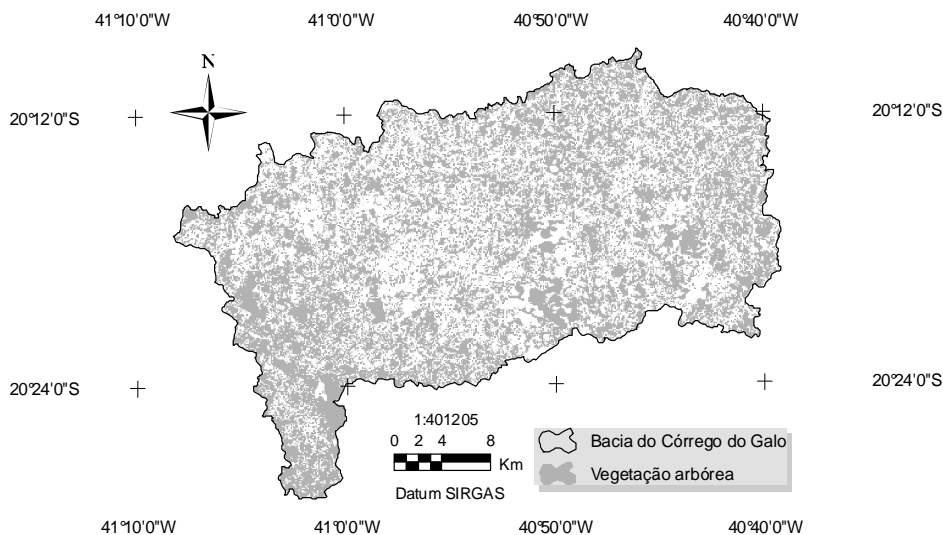 41°10'0"W 41°0'0"W 40°50'0"W 40°40'0"W
N
20°12'0"S 20°12'0"S
20°24'0"S 20°24'0"S
1:401205
0 2 4 8
Km
Datum SIRGAS
Bacia do Córrego do Galo
Vegetação arbórea
41°10'0"W 41°0'0"W 40°50'0"W 40°40'0"W